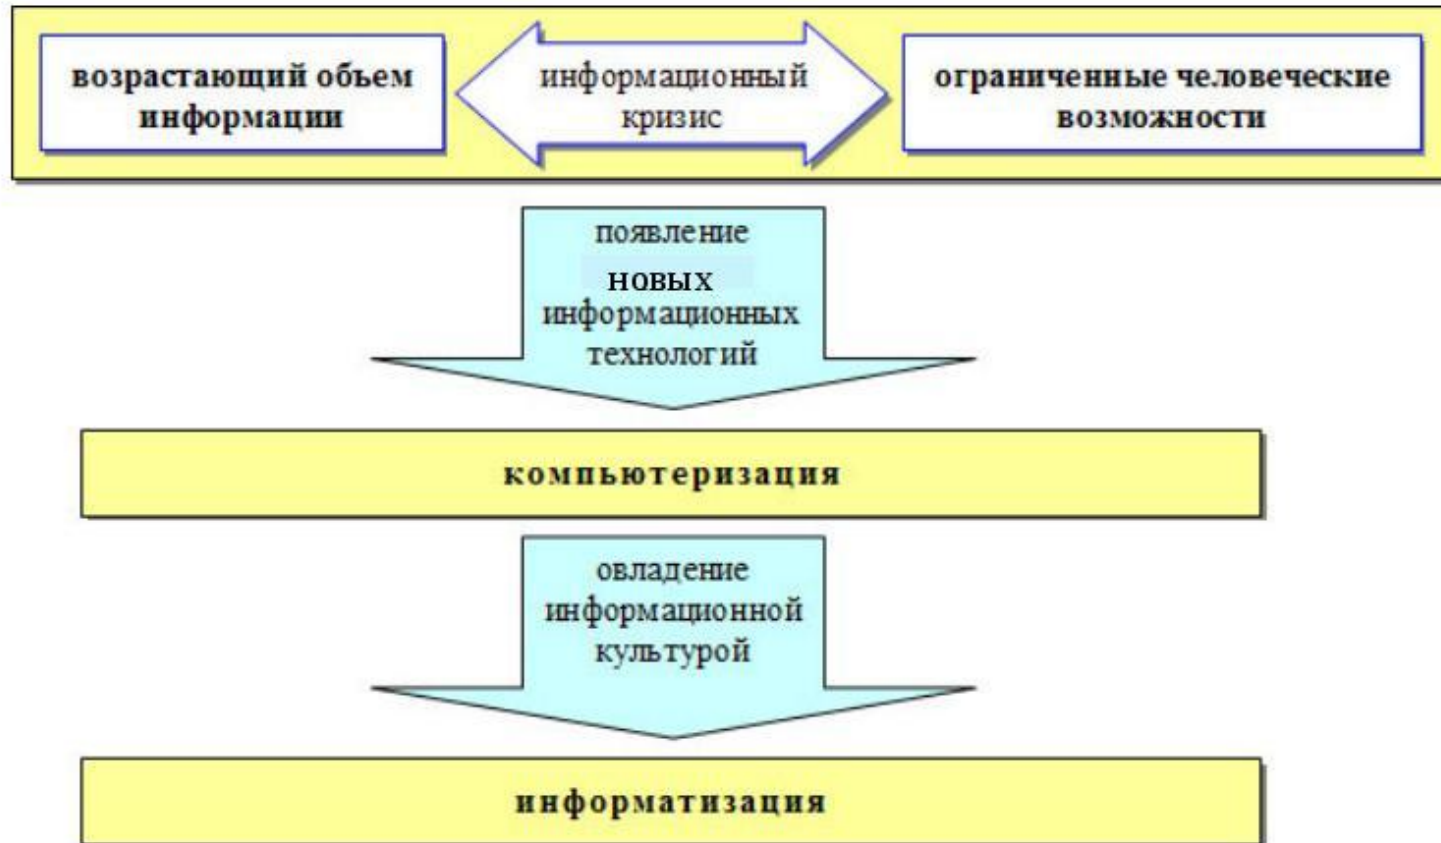 возрастающий объем
информации
информационный
кризис
ограниченные человеческие
возможности
появление
новых
информационных
технологий
компьютеризация
овладение
информационной
культурой
информатизация